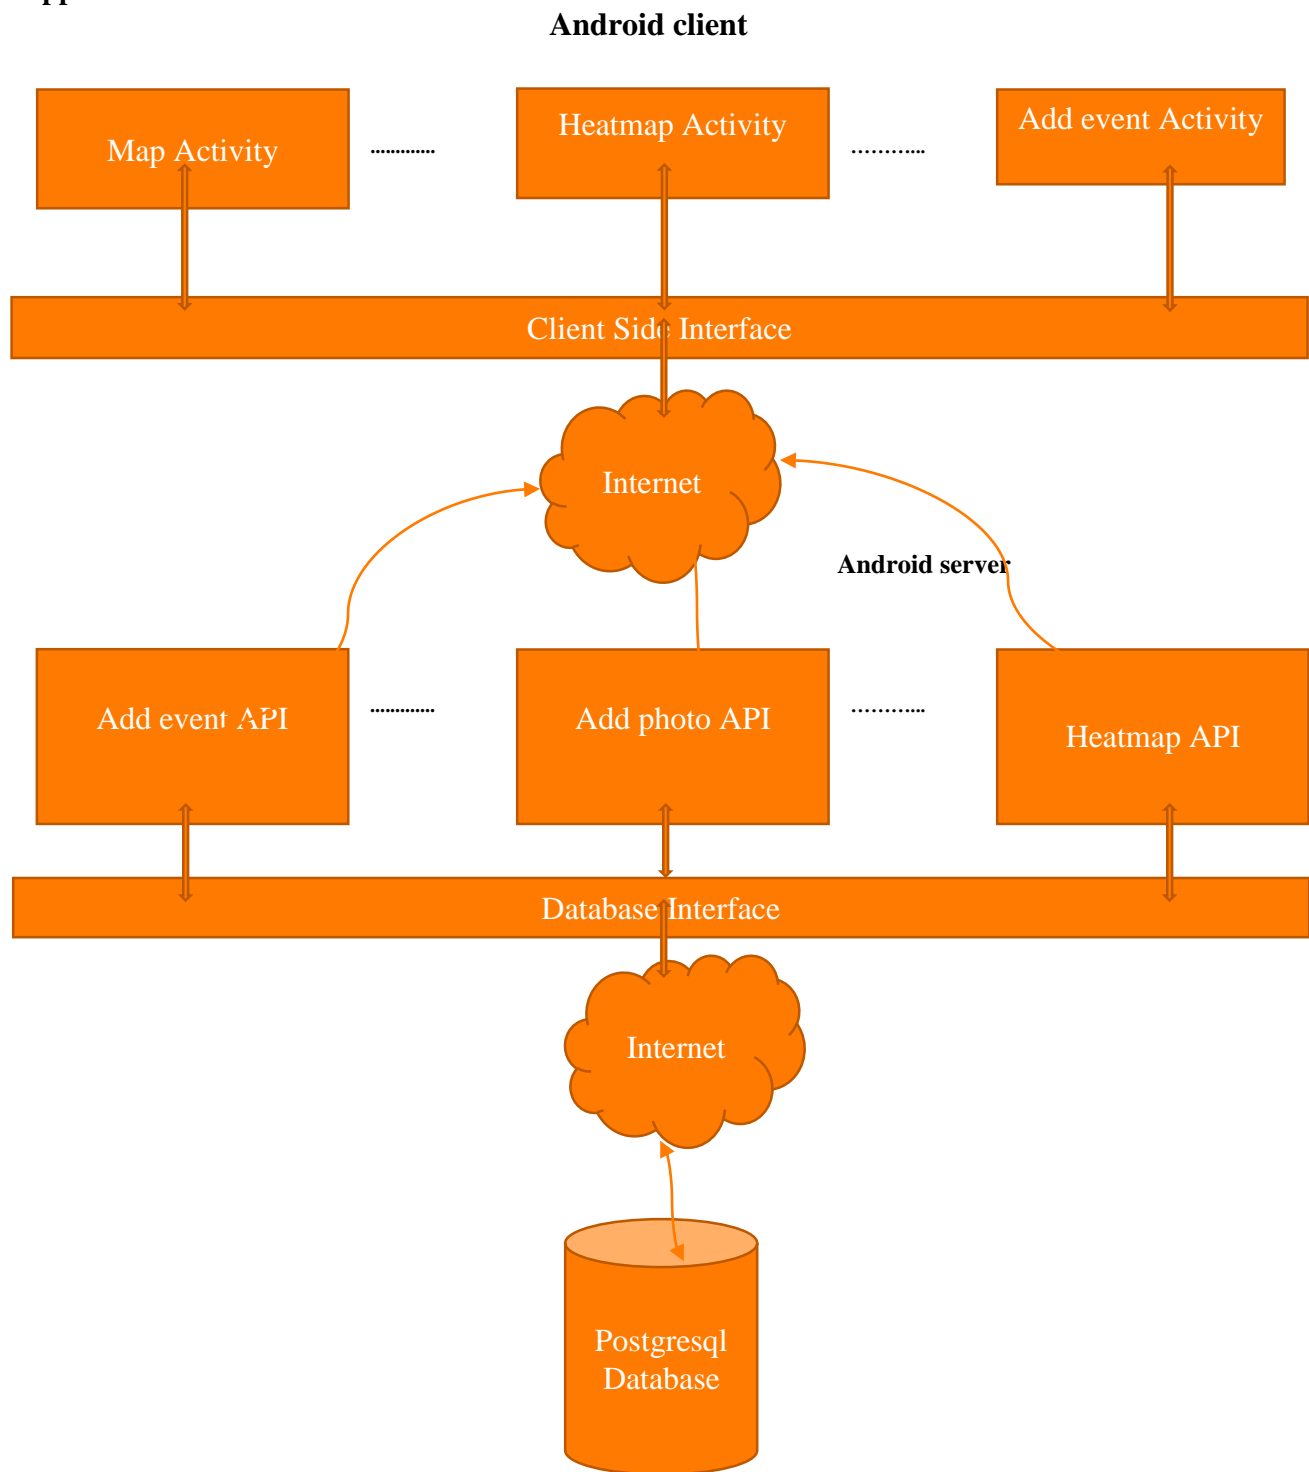 Android client
Map Activity
.............
Heatmap Activity
.............
Add event Activity
Client Side Interface
Internet
Android server
Add event API
.............
Add photo API
.............
Heatmap API
Database Interface
Internet
Postgresql
Database